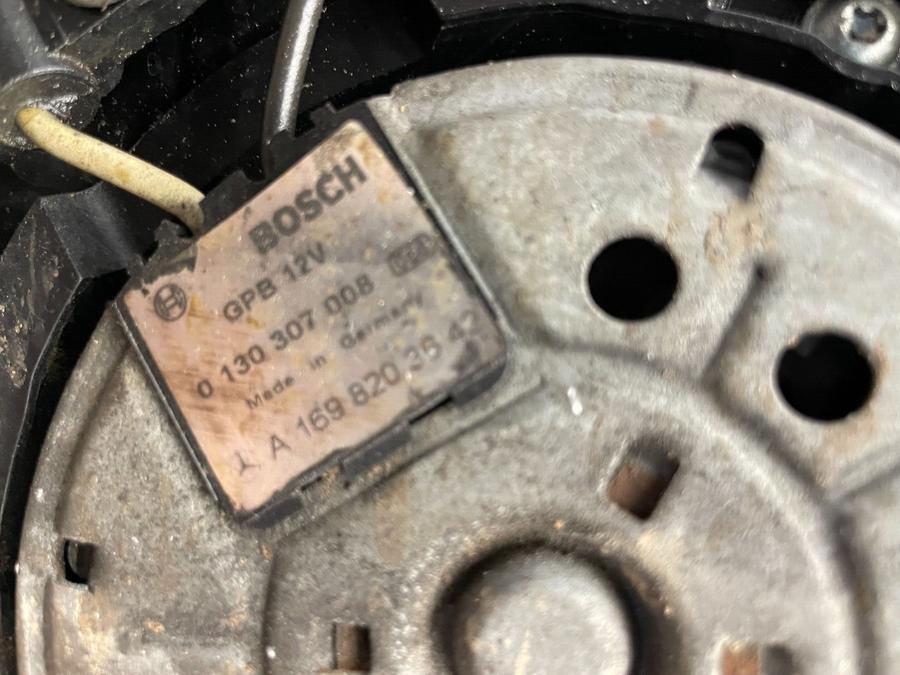 BOSCH
GPB 12V
0 130 307 008
Made in Germany
A 169 820 36 42